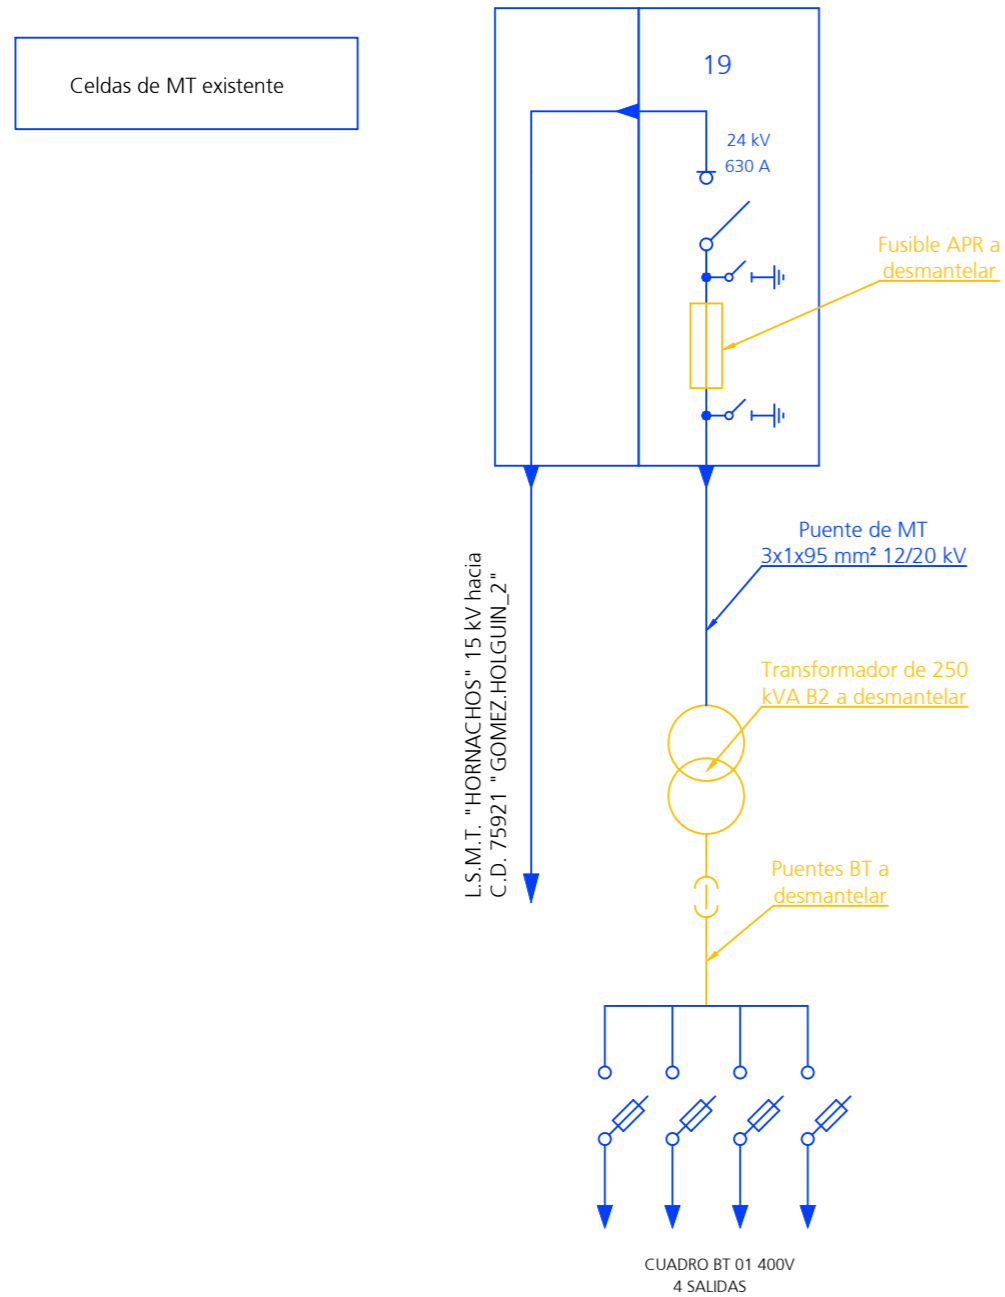 Celdas de MT existente
19
24 kV
630 A
Fusible APR a
desmantelar
Puente de MT
3x1x95 mm² 12/20 kV
L.S.M.T. "HORNACHOS" 15 kV hacia
C.D. 75921 "GOMEZ.HOLGUIN_2"
Transformador de 250
kVA B2 a desmantelar
Puentes BT a
desmantelar
CUADRO BT 01 400V
4 SALIDAS